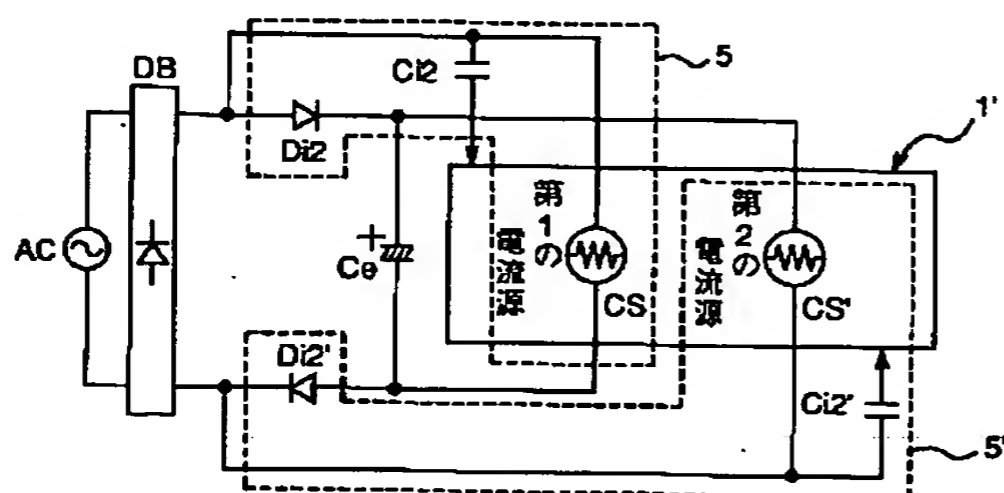 DB
AC
Di2
Ci2
5
1'
Ce
+
第1の
電流源
CS
第2の
電流源
CS'
Di2'
Ci2'
5'